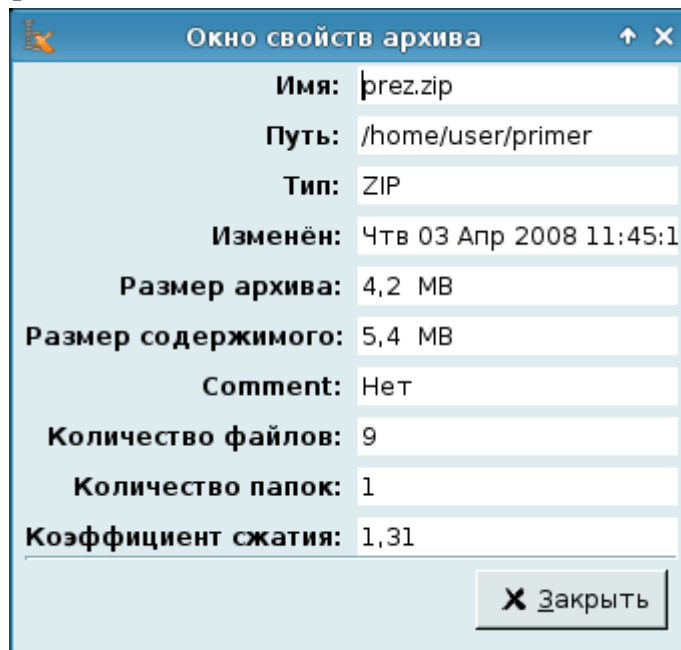 Окно свойств архива
Имя: prez.zip
Путь: /home/user/primer
Тип: ZIP
Изменён: Чтв 03 Апр 2008 11:45:1
Размер архива: 4,2 MB
Размер содержимого: 5,4 MB
Comment: Нет
Количество файлов: 9
Количество папок: 1
Коэффициент сжатия: 1,31
Закрыть